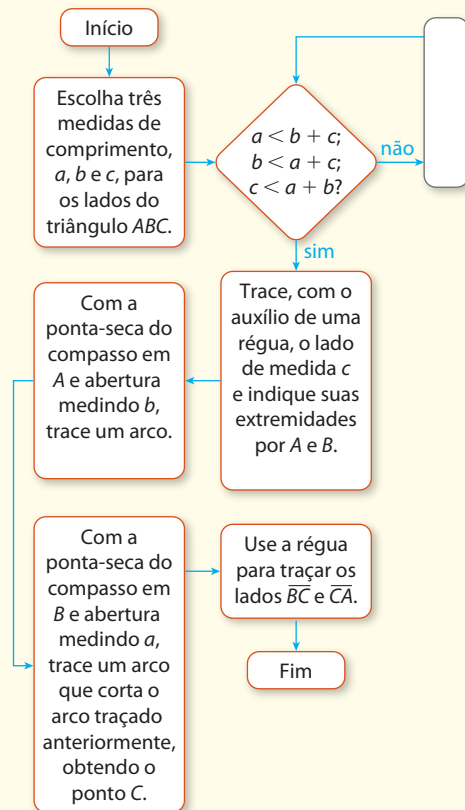 Início
Escolha três
medidas de
comprimento,
a, b e c, para
os lados do
triângulo ABC.
a < b + c;
b < a + c;
c < a + b?
não
sim
Trace, com o
auxílio de uma
régua, o lado
de medida c
e indique suas
extremidades
por A e B.
Com a
ponta-seca do
compasso em
A e abertura
medindo b,
trace um arco.
Com a
ponta-seca do
compasso em
B e abertura
medindo a,
trace um arco
que corta o
arco traçado
anteriormente,
obtendo o
ponto C.
Use a régua
para traçar os
lados B̅C̅ e C̅A̅.
Fim